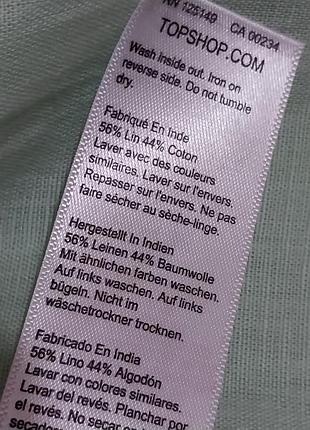 RN 125149 CA 00234
TOPSHOP.COM
Wash inside out. Iron on
reverse side. Do not tumble
dry.
Fabriqué En Inde
56% Lin 44% Coton
Laver avec des couleurs
similaires. Laver sur l'envers.
Repasser sur l'envers. Ne pas
faire sécher au sèche-linge.
Hergestellt In Indien
56% Leinen 44% Baumwolle
Mit ähnlichen farben waschen.
Auf links waschen. Auf links
bügeln. Nicht im
wäschetrockner trocknen.
Fabricado En India
56% Lino 44% Algodón
Lavar con colores similares.
Lavar del revés. Planchar por
el revés. No secar en